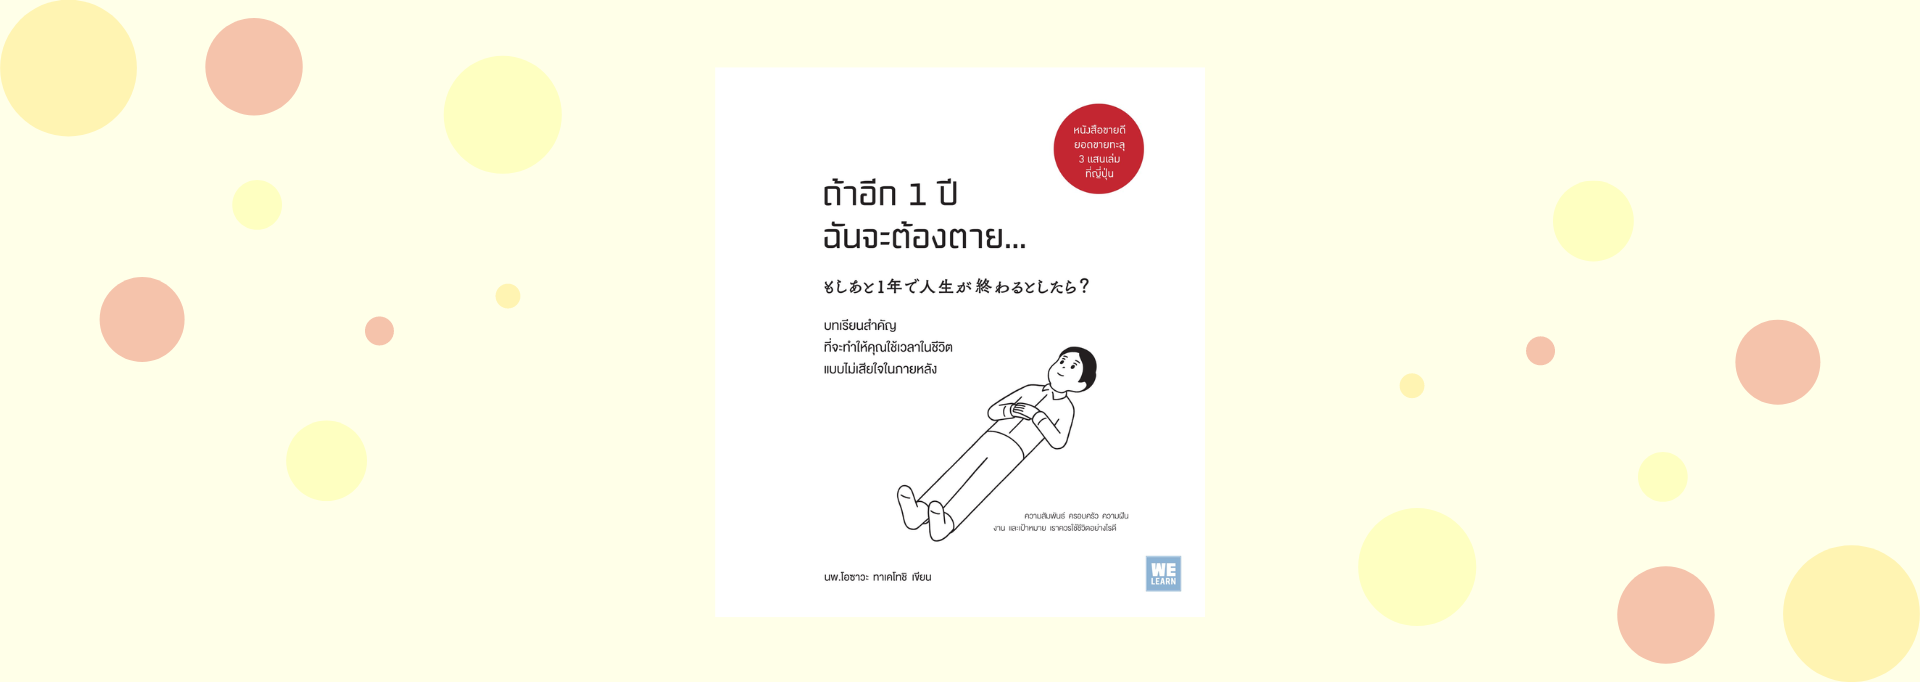 หนังสือขายดี
ยอดขายทะลุ
3 แสนเล่ม
ที่ญี่ปุ่น
ถ้าอีก 1 ปี
ฉันจะต้องตาย...
もしあと1年で人生が終わるとしたら?
บทเรียนสำคัญ
ที่จะทำให้คุณใช้เวลาในชีวิต
แบบไม่เสียใจในภายหลัง
ความสัมพันธ์ ครอบครัว ความฝัน
งาน และเป้าหมาย เราควรใช้ชีวิตอย่างไรดี
นพ.โอซาวะ ทาเคโทชิ เขียน
WE
LEARN